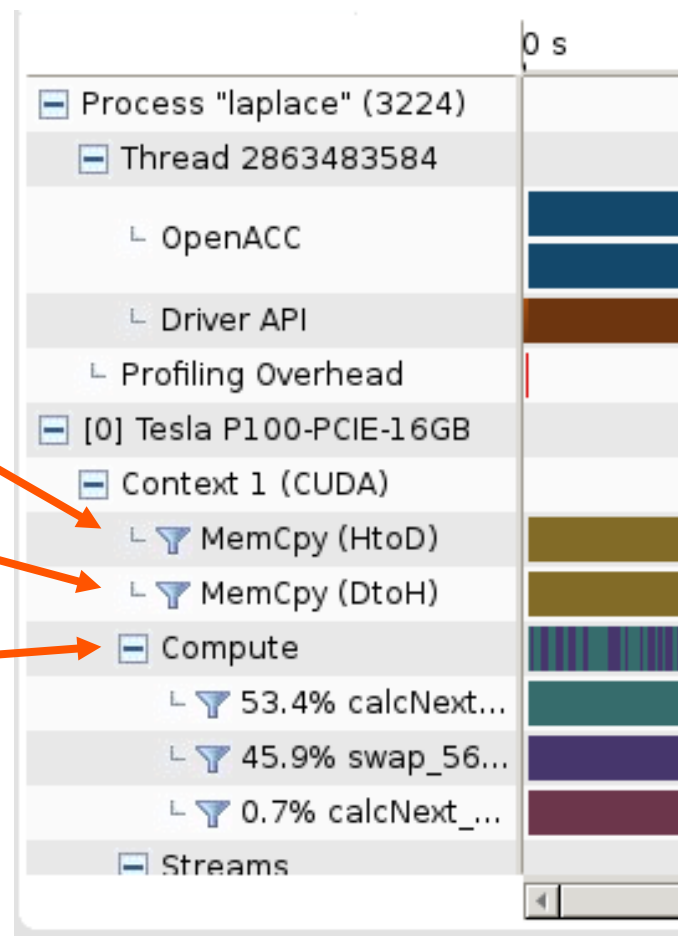 0 s
Process "laplace" (3224)
Thread 2863483584
OpenACC
Driver API
Profiling Overhead
[0] Tesla P100-PCIE-16GB
Context 1 (CUDA)
MemCpy (HtoD)
MemCpy (DtoH)
Compute
53.4% calcNext...
45.9% swap_56...
0.7% calcNext_...
Streams